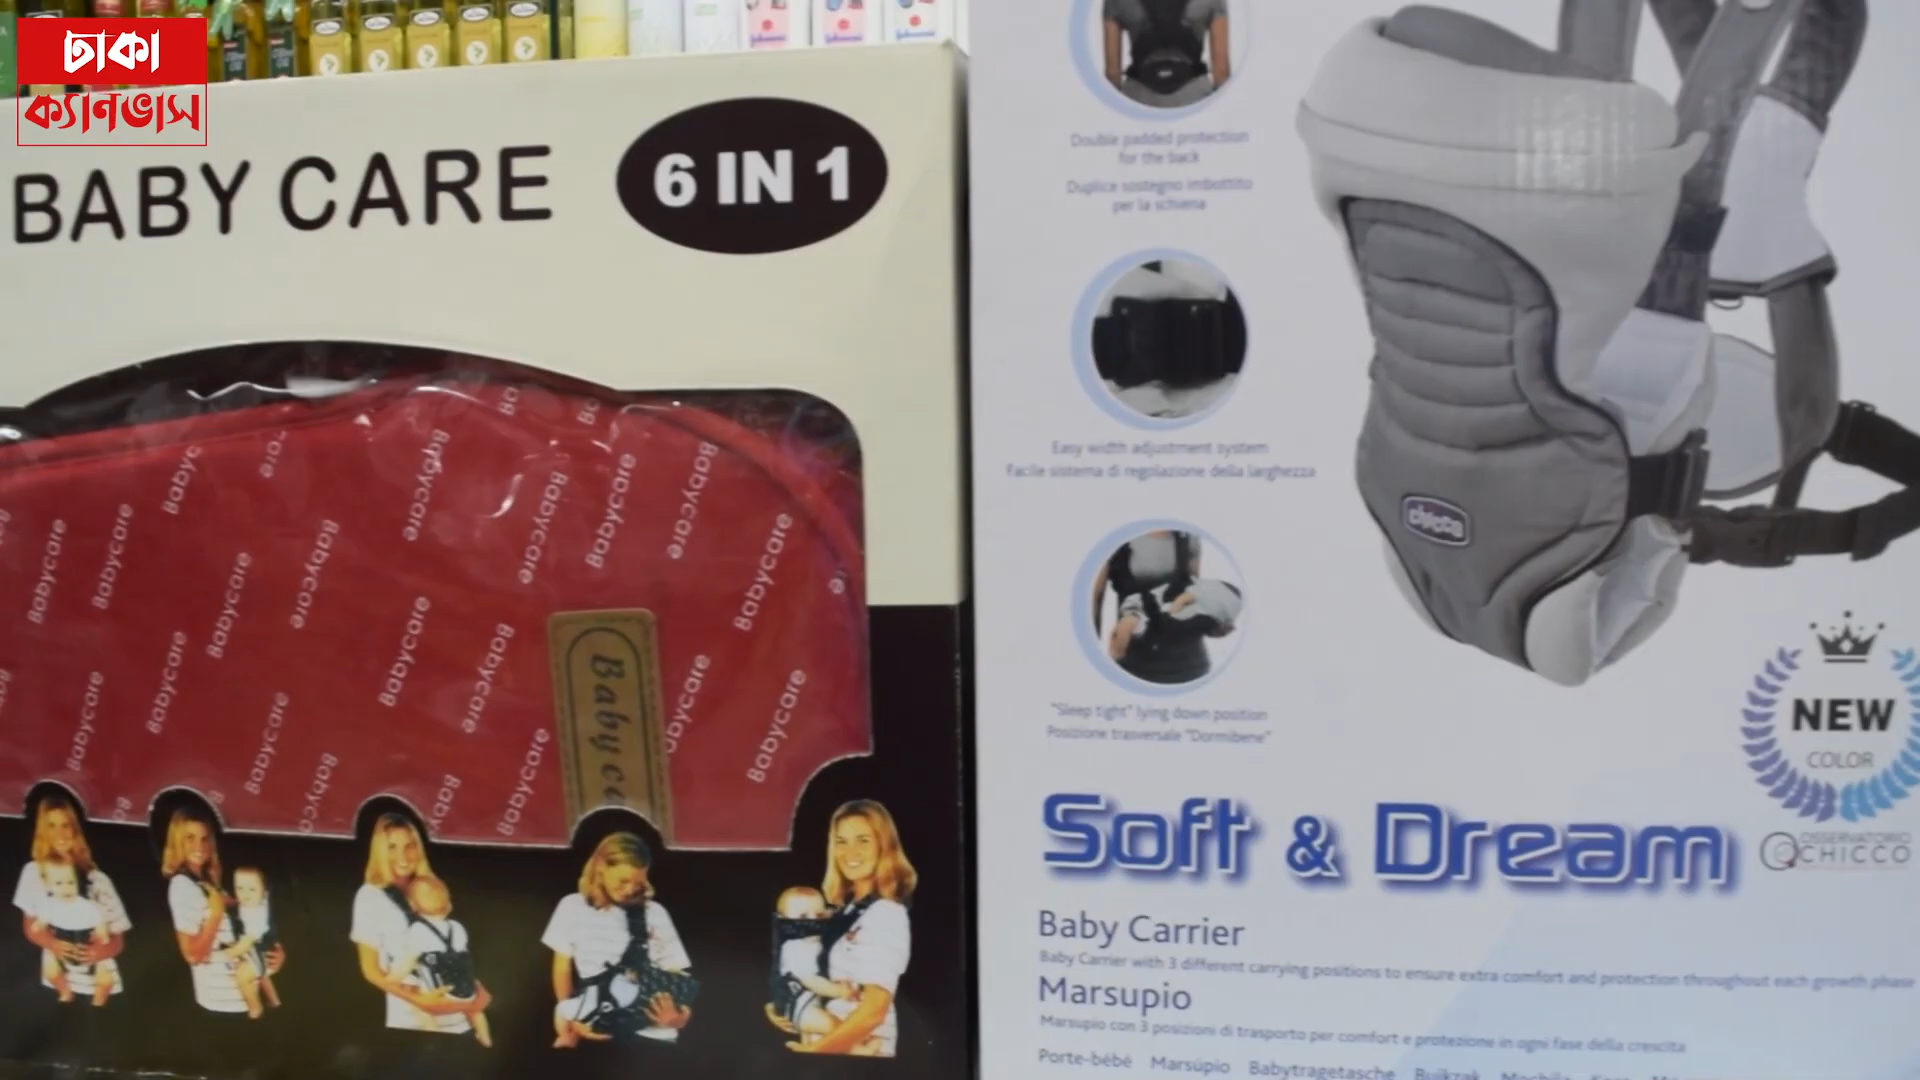 ঢাকা
ক্যানভাস
BABY CARE
6 IN 1
Babycare
Baby ca
Double padded protection
for the back
Duplice sostegno imbottito
per la schiena
Easy width adjustment system
Facile sistema di regolazione della larghezza
"Sleep tight" lying down position
Posizione trasversale "Dormibene"
chicco
NEW
COLOR
OSSERVATORIO
CHICCO
Soft & Dream
Baby Carrier
Baby Carrier with 3 different carrying positions to ensure extra comfort and protection throughout each growth phase
Marsupio
Marsupio con 3 posizioni di trasporto per comfort e protezione in ogni fase della crescita
Porte-bébé Marsúpio Babytragetasche Buikzak Mochila